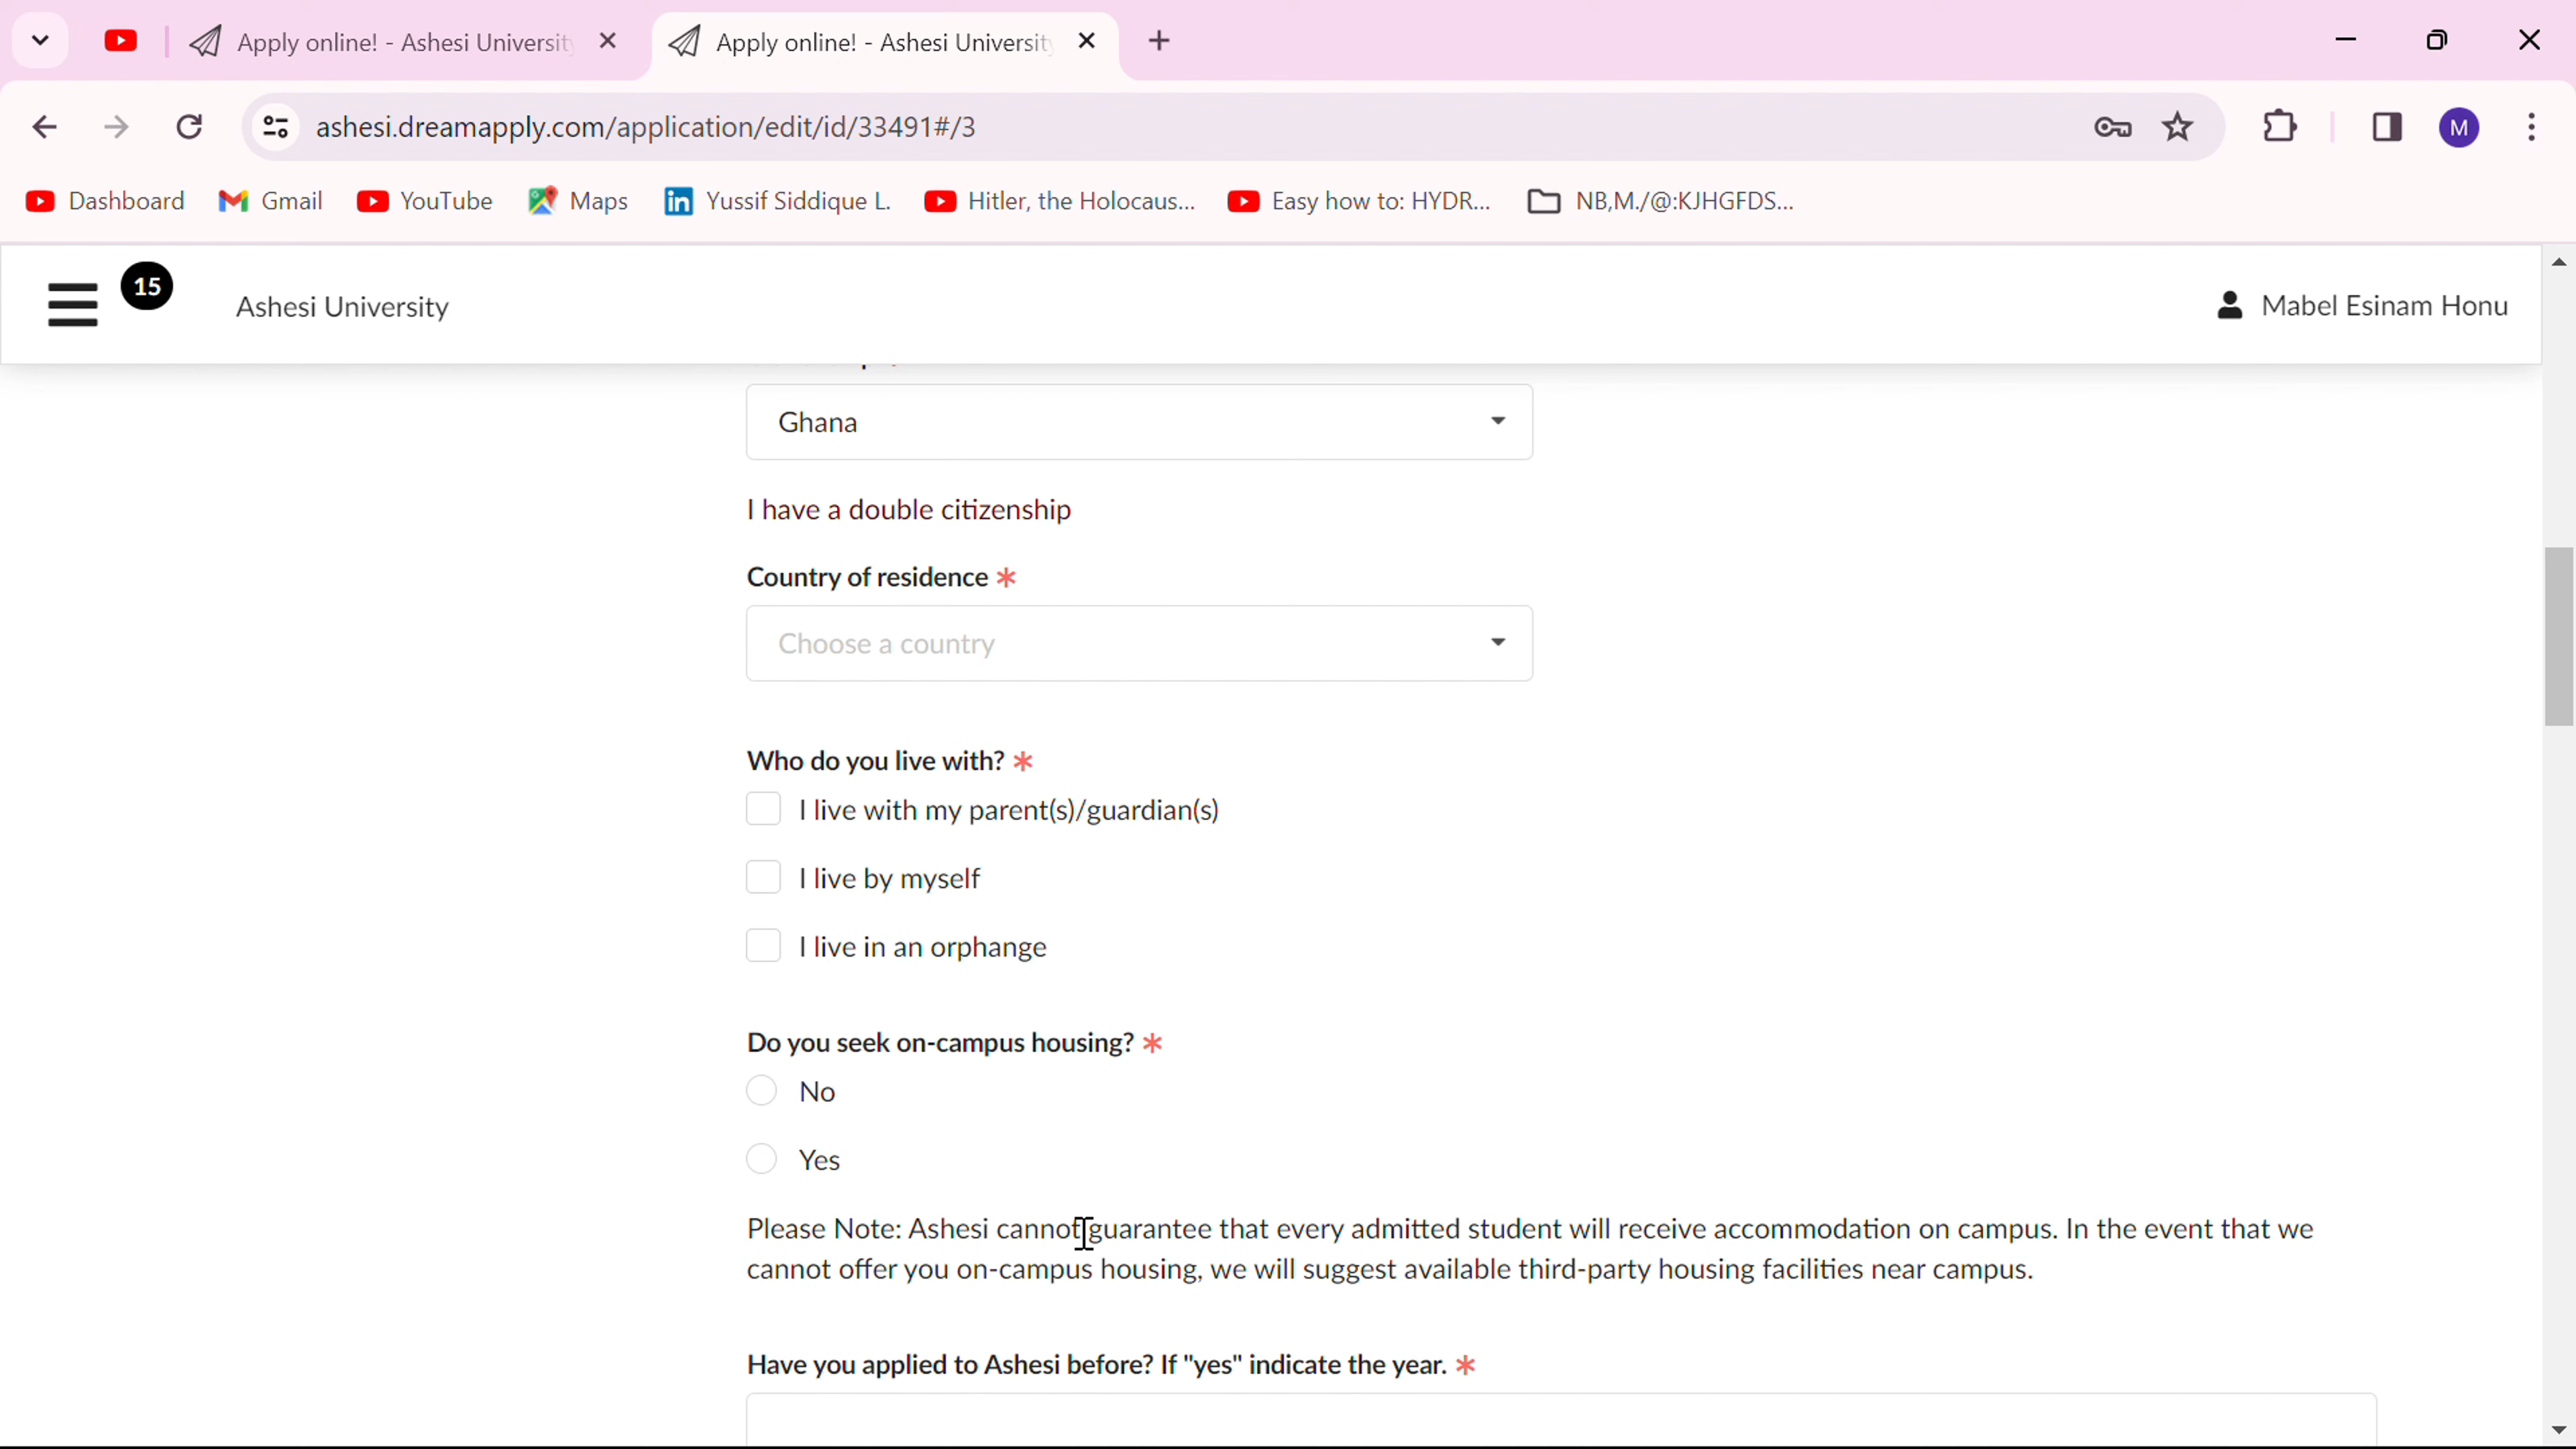 Apply online! - Ashesi Universit
Apply online! - Ashesi Universit
ashesi.dreamapply.com/application/edit/id/33491#/3
M
Dashboard
Gmail
YouTube
Maps
Yussif Siddique L.
Hitler, the Holocaus...
Easy how to: HYDR...
NB,M./@:KJHGFDS...
15
Ashesi University
Mabel Esinam Honu
Ghana
I have a double citizenship
Country of residence *
Choose a country
Who do you live with? *
I live with my parent(s)/guardian(s)
I live by myself
I live in an orphange
Do you seek on-campus housing? *
No
Yes
Please Note: Ashesi cannot guarantee that every admitted student will receive accommodation on campus. In the event that we
cannot offer you on-campus housing, we will suggest available third-party housing facilities near campus.
Have you applied to Ashesi before? If "yes" indicate the year. *